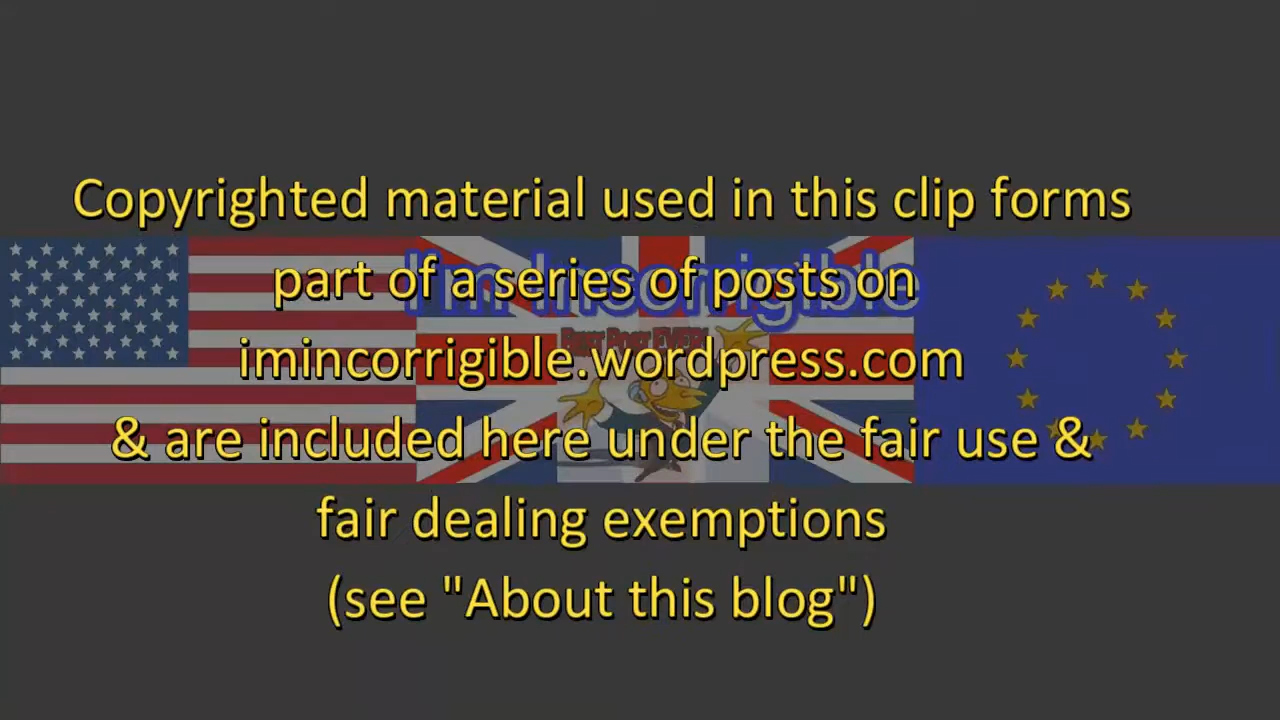 Copyrighted material used in this clip forms
part of a series of posts on
I'm Incorrigible
imincorrigible.wordpress.com
& are included here under the fair use &
fair dealing exemptions
(see "About this blog")